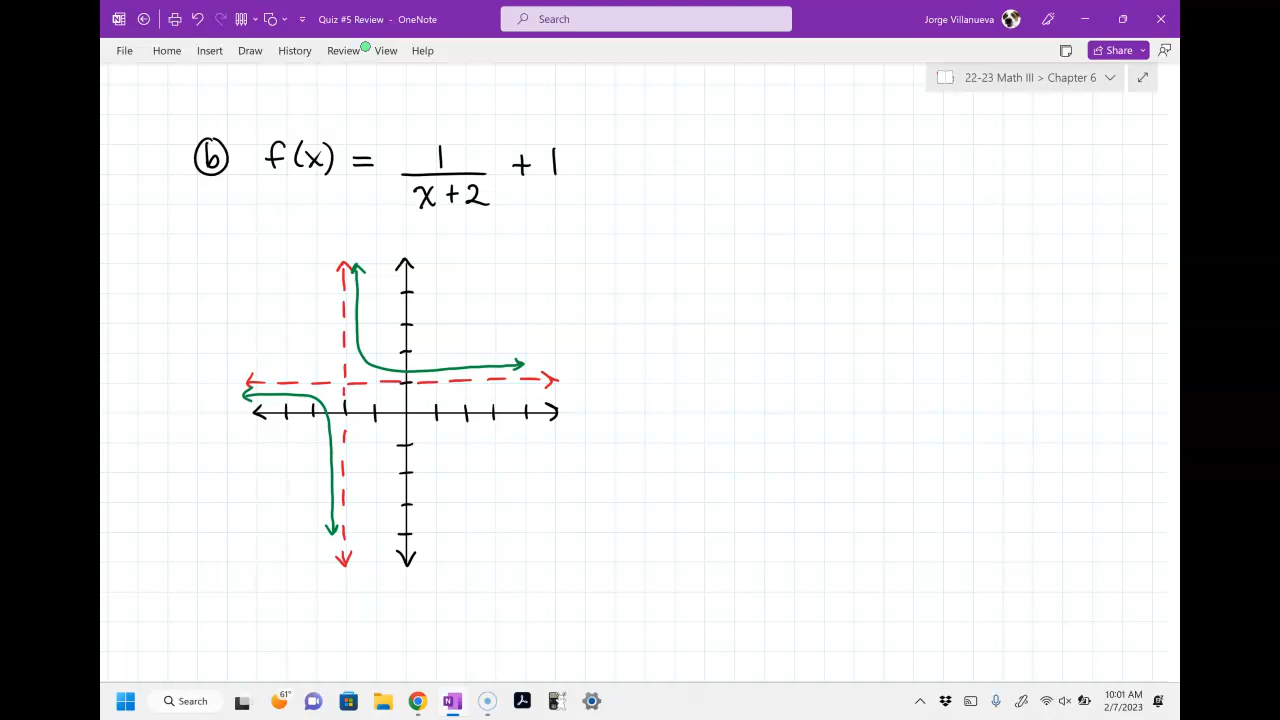 Quiz #5 Review - OneNote
Search
Jorge Villanueva
File Home Insert Draw History Review View Help
Share
22-23 Math III > Chapter 6
ⓑ f(x) = 1/(x+2) + 1
61°
Search
10:01 AM
2/7/2023